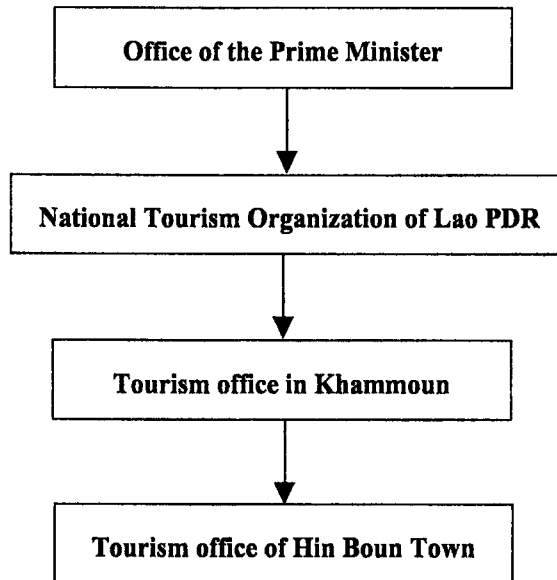 Office of the Prime Minister
National Tourism Organization of Lao PDR
Tourism office in Khammoun
Tourism office of Hin Boun Town